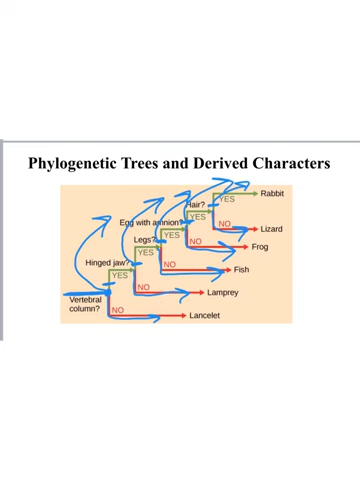 Phylogenetic Trees and Derived Characters
Hair?
YES
Rabbit
Egg with amnion?
YES
NO
Lizard
Legs?
YES
NO
Frog
Hinged jaw?
YES
NO
Fish
Vertebral
column?
YES
NO
Lamprey
NO
Lancelet